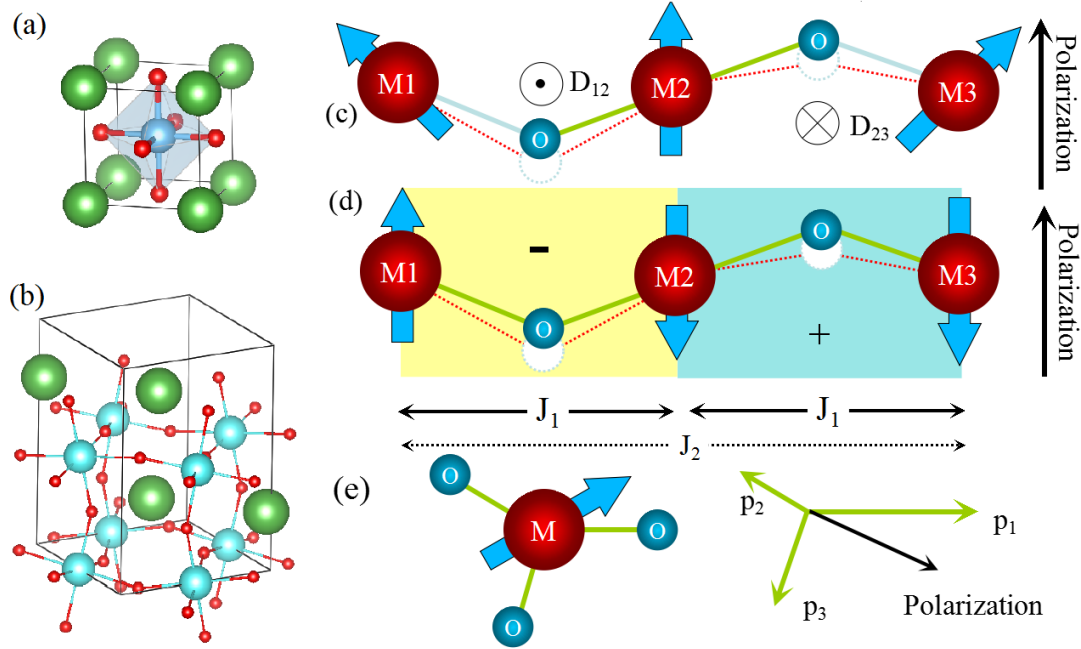 (a)
(b)
(c)
M1
O
M2
O
M3
D12
D23
Polarization
(d)
M1
-
O
M2
O
+
M3
Polarization
J1
J1
J2
(e)
O
M
O
O
p1
p2
p3
Polarization